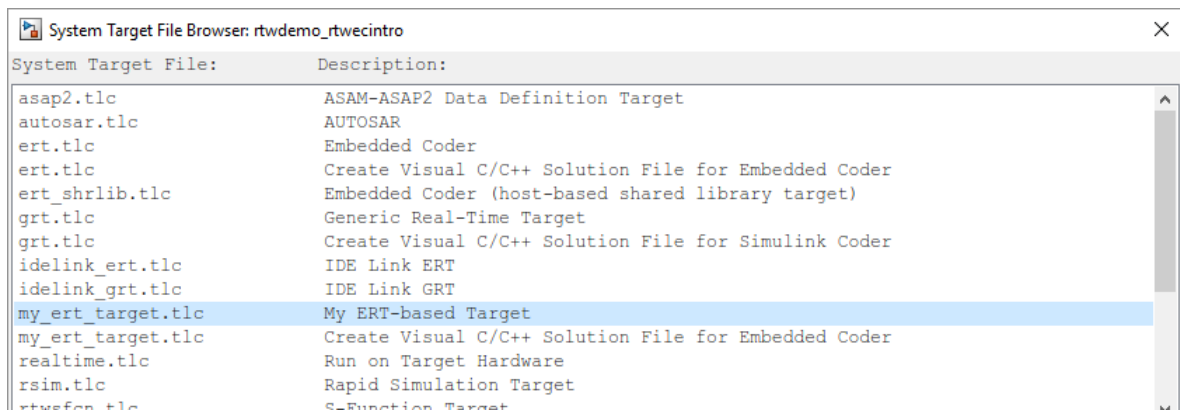 System Target File Browser: rtwdemo_rtwecintro
System Target File: Description:
asap2.tlc ASAM-ASAP2 Data Definition Target
autosar.tlc AUTOSAR
ert.tlc Embedded Coder
ert.tlc Create Visual C/C++ Solution File for Embedded Coder
ert_shrlib.tlc Embedded Coder (host-based shared library target)
grt.tlc Generic Real-Time Target
grt.tlc Create Visual C/C++ Solution File for Simulink Coder
idelink_ert.tlc IDE Link ERT
idelink_grt.tlc IDE Link GRT
my_ert_target.tlc My ERT-based Target
my_ert_target.tlc Create Visual C/C++ Solution File for Embedded Coder
realtime.tlc Run on Target Hardware
rsim.tlc Rapid Simulation Target
rtwsfcn.tlc S-Function Target